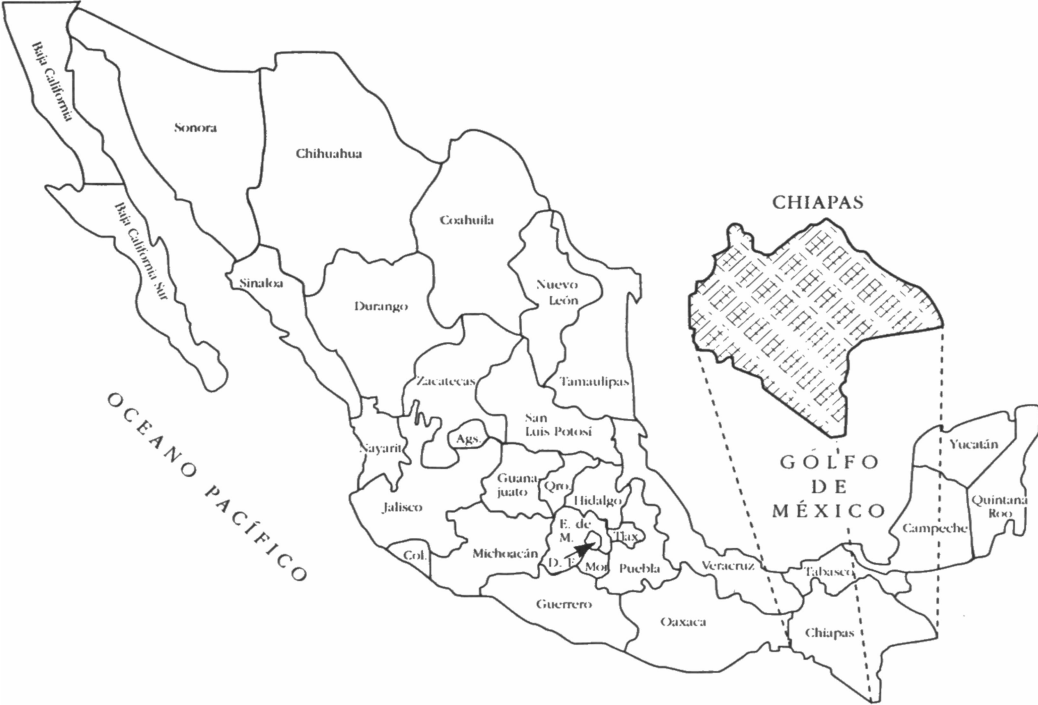 Baja California
Sonora
Chihuahua
Coahuila
CHIAPAS
Baja California Sur
Sinaloa
Durango
Nuevo
León
Zacatecas
Tamaulipas
San
Luis Potosí
Nayarit
Ags.
OCEANO PACÍFICO
GOLFO
DE
MÉXICO
Yucatán
Quintana
Roo
Campeche
Jalisco
Guana
juato
Qro.
Hidalgo
E. de
M.
Tlax.
Col.
Michoacán
D. F.
Mor.
Puebla
Veracruz
Tabasco
Guerrero
Oaxaca
Chiapas